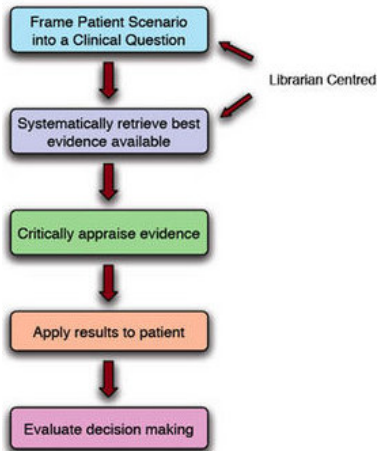 Frame Patient Scenario
into a Clinical Question
Librarian Centred
Systematically retrieve best
evidence available
Critically appraise evidence
Apply results to patient
Evaluate decision making